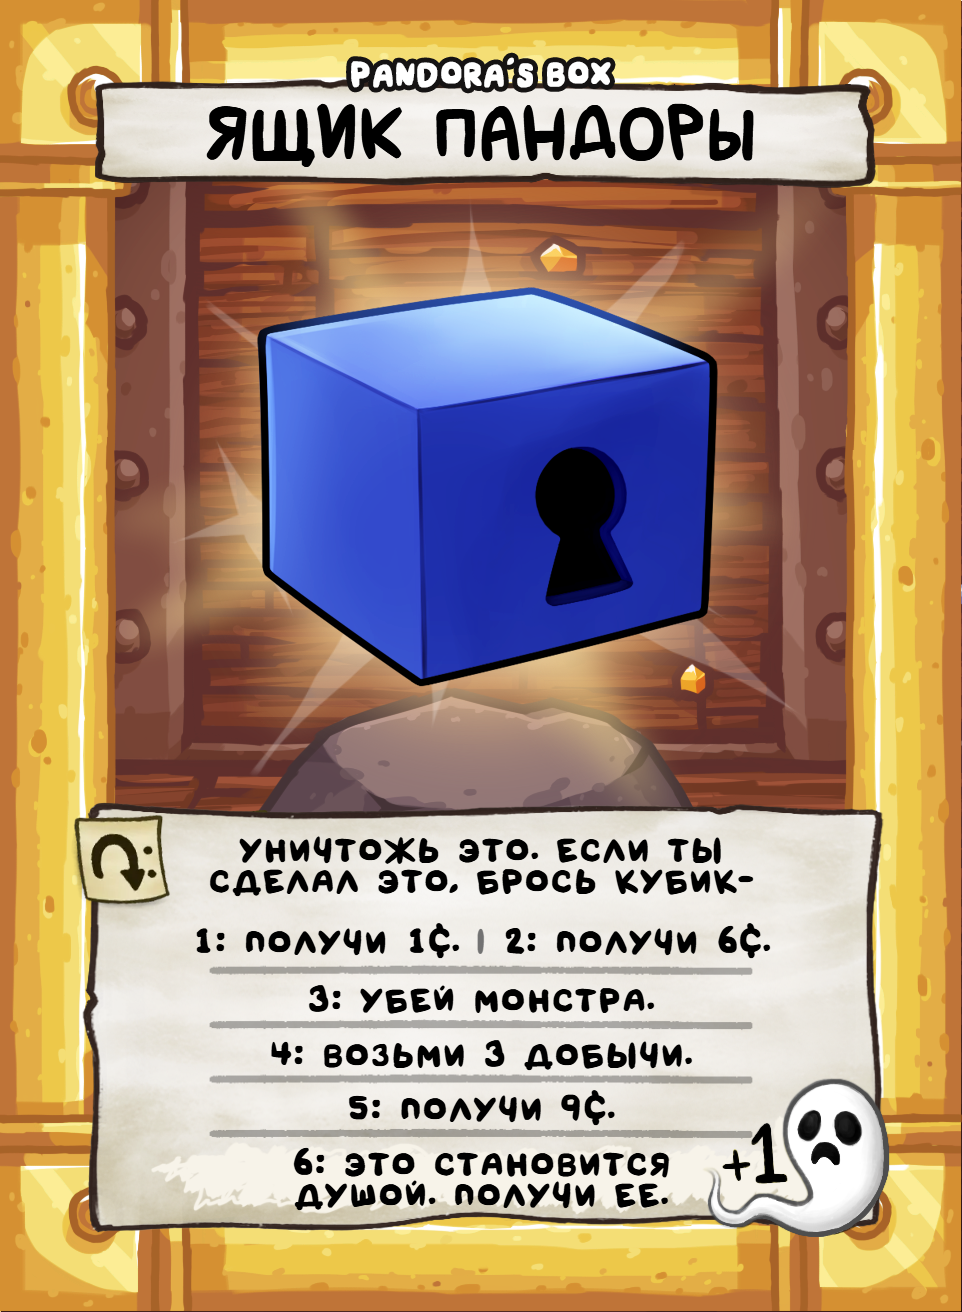 PANDORA'S BOX
ЯЩИК ПАНДОРЫ
УНИЧТОЖЬ ЭТО. ЕСЛИ ТЫ
СДЕЛАЛ ЭТО, БРОСЬ КУБИК-
1: ПОЛУЧИ 1¢. | 2: ПОЛУЧИ 6¢.
3: УБЕЙ МОНСТРА.
4: ВОЗЬМИ 3 ДОБЫЧИ.
5: ПОЛУЧИ 9¢.
6: ЭТО СТАНОВИТСЯ
ДУШОЙ. ПОЛУЧИ ЕЕ.
+1